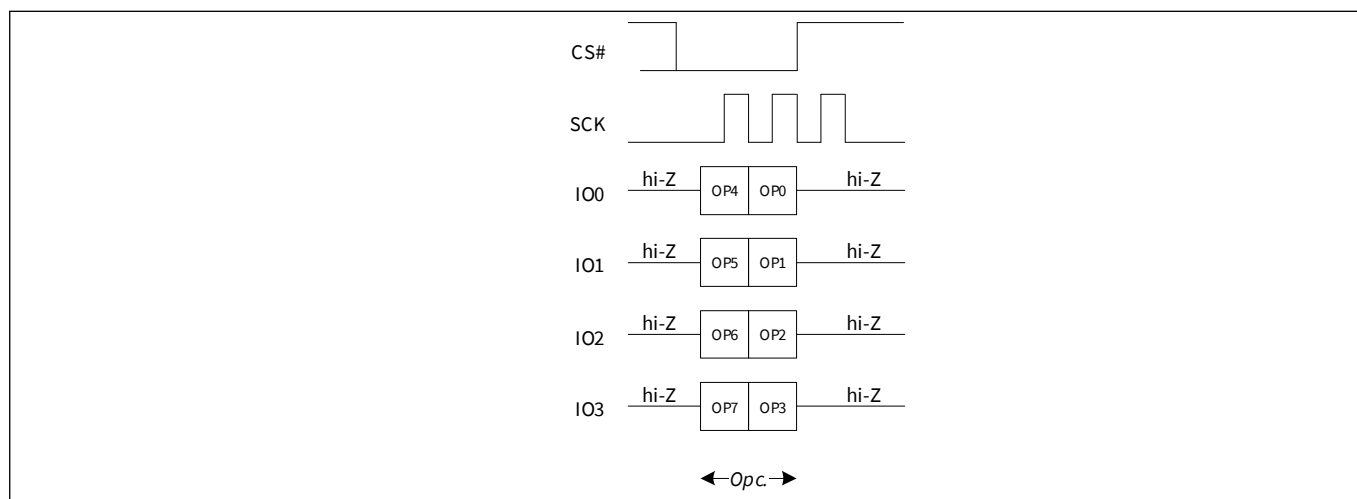 CS#
SCK
hi-Z hi-Z
IO0 OP4 OP0
hi-Z hi-Z
IO1 OP5 OP1
hi-Z hi-Z
IO2 OP6 OP2
hi-Z hi-Z
IO3 OP7 OP3
Opc.